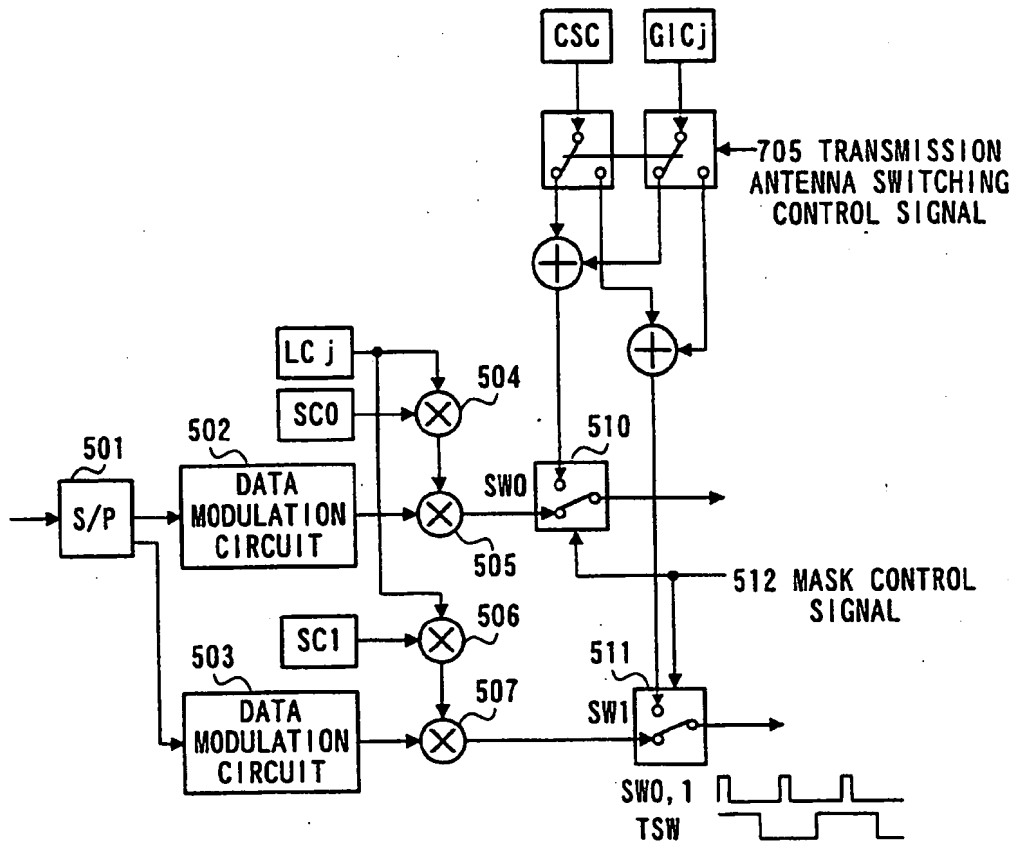 CSC
GICj
705 TRANSMISSION
ANTENNA SWITCHING
CONTROL SIGNAL
LCj
504
SC0
502
510
501
DATA
MODULATION
CIRCUIT
SW0
S/P
505
512 MASK CONTROL
SIGNAL
506
SC1
503
511
507
DATA
MODULATION
CIRCUIT
SW1
SW0, 1
TSW